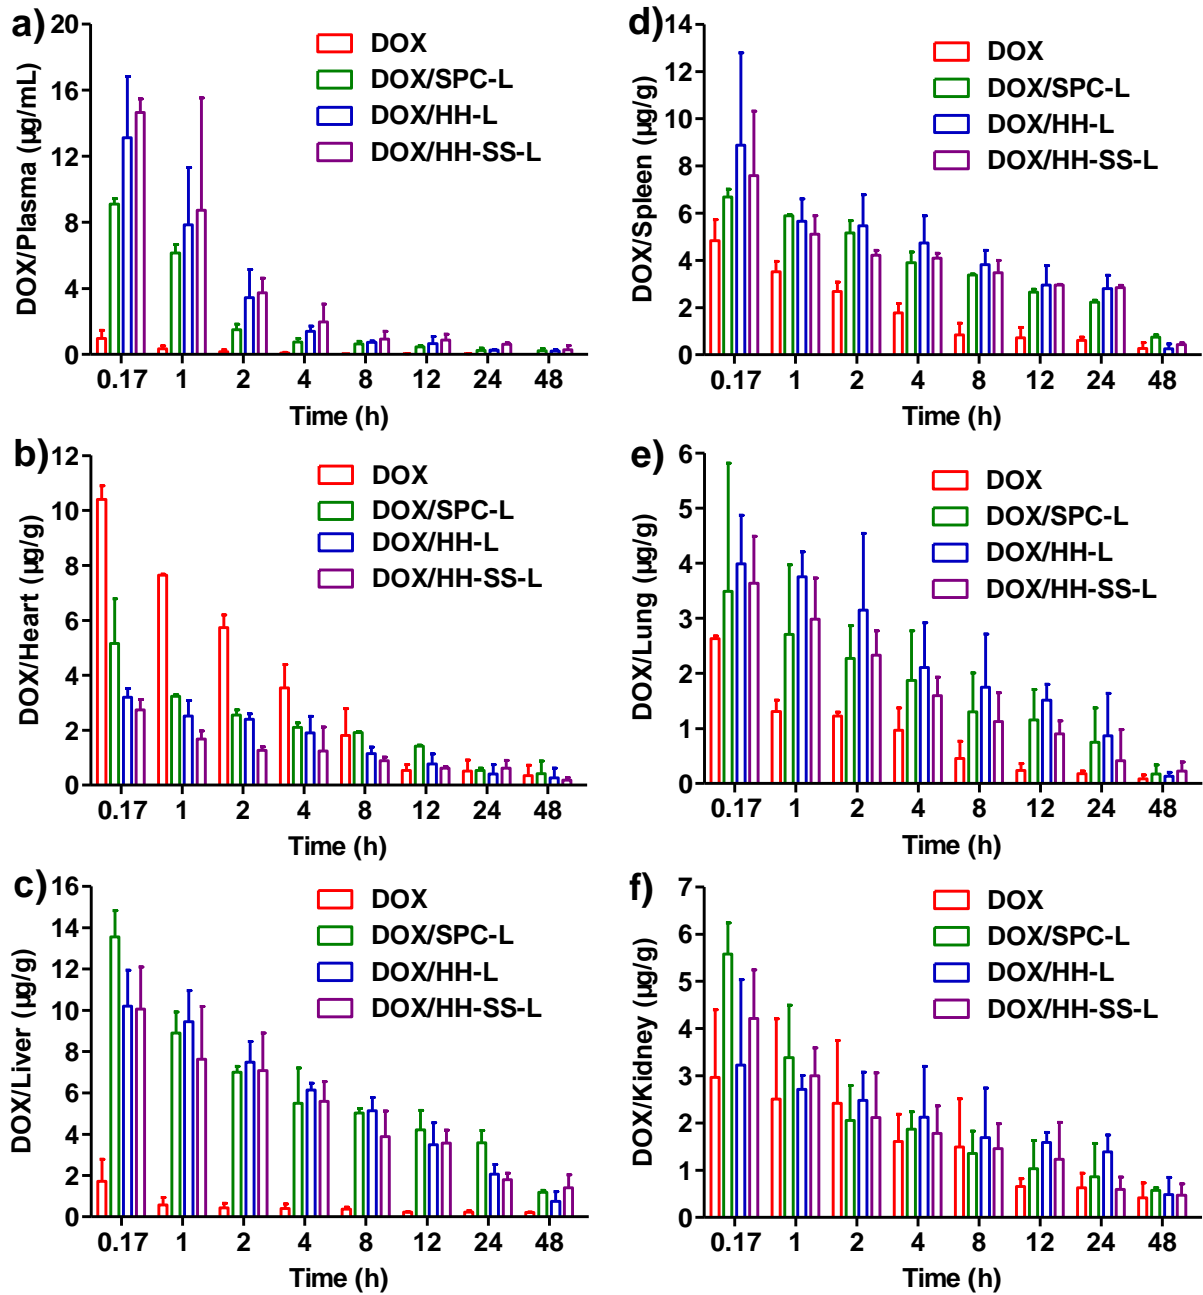 a)
DOX/Plasma (μg/mL)
20
16
12
8
4
0
DOX
DOX/SPC-L
DOX/HH-L
DOX/HH-SS-L
0.17 1 2 4 8 12 24 48
Time (h)
b)
DOX/Heart (μg/g)
12
10
8
6
4
2
0
DOX
DOX/SPC-L
DOX/HH-L
DOX/HH-SS-L
0.17 1 2 4 8 12 24 48
Time (h)
c)
DOX/Liver (μg/g)
16
14
12
10
8
6
4
2
0
DOX
DOX/SPC-L
DOX/HH-L
DOX/HH-SS-L
0.17 1 2 4 8 12 24 48
Time (h)
d)
DOX/Spleen (μg/g)
14
12
10
8
6
4
2
0
DOX
DOX/SPC-L
DOX/HH-L
DOX/HH-SS-L
0.17 1 2 4 8 12 24 48
Time (h)
e)
DOX/Lung (μg/g)
6
5
4
3
2
1
0
DOX
DOX/SPC-L
DOX/HH-L
DOX/HH-SS-L
0.17 1 2 4 8 12 24 48
Time (h)
f)
DOX/Kidney (μg/g)
7
6
5
4
3
2
1
0
DOX
DOX/SPC-L
DOX/HH-L
DOX/HH-SS-L
0.17 1 2 4 8 12 24 48
Time (h)